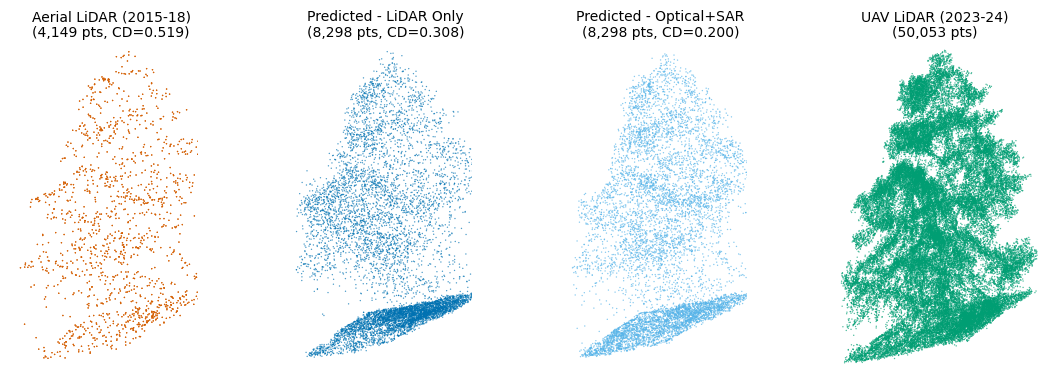 Aerial LiDAR (2015-18)
(4,149 pts, CD=0.519)
Predicted - LiDAR Only
(8,298 pts, CD=0.308)
Predicted - Optical+SAR
(8,298 pts, CD=0.200)
UAV LiDAR (2023-24)
(50,053 pts)